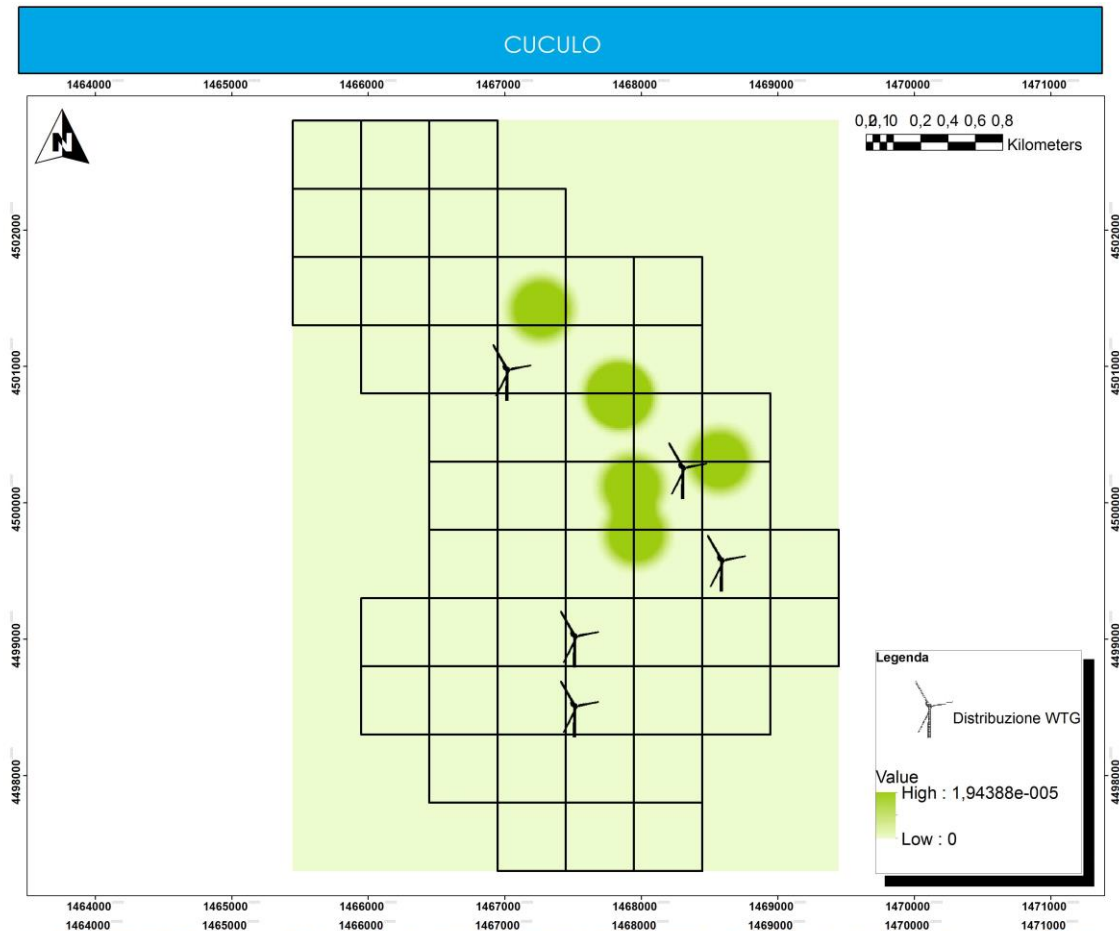 CUCULO
1464000 1465000 1466000 1467000 1468000 1469000 1470000 1471000
N
0,2 0,4 0,6 0,8
Kilometers
4502000 4502000
4501000 4501000
4500000 4500000
4499000 4499000
4498000 4498000
Legenda
Distribuzione WTG
Value
High : 1,94388e-005
Low : 0
1464000 1465000 1466000 1467000 1468000 1469000 1470000 1471000
1464000 1465000 1466000 1467000 1468000 1469000 1470000 1471000